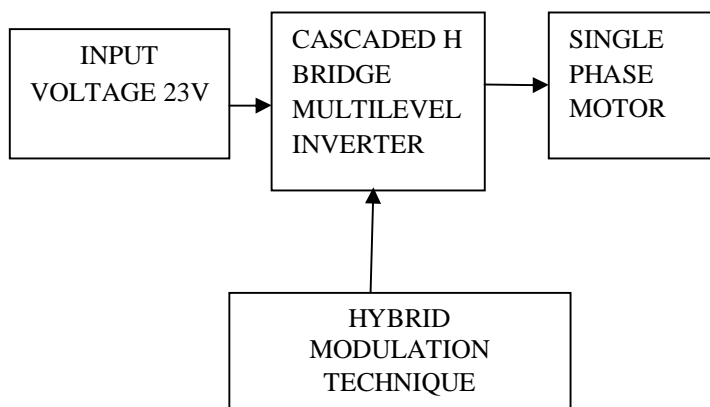 INPUT
VOLTAGE 23V
CASCADED H
BRIDGE
MULTILEVEL
INVERTER
SINGLE
PHASE
MOTOR
HYBRID
MODULATION
TECHNIQUE